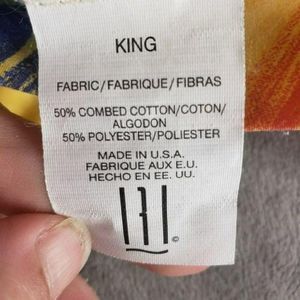 KING
FABRIC/FABRIQUE/FIBRAS
50% COMBED COTTON/COTON/
ALGODON
50% POLYESTER/POLIESTER
MADE IN U.S.A.
FABRIQUE AUX E.U.
HECHO EN EE. UU.
©